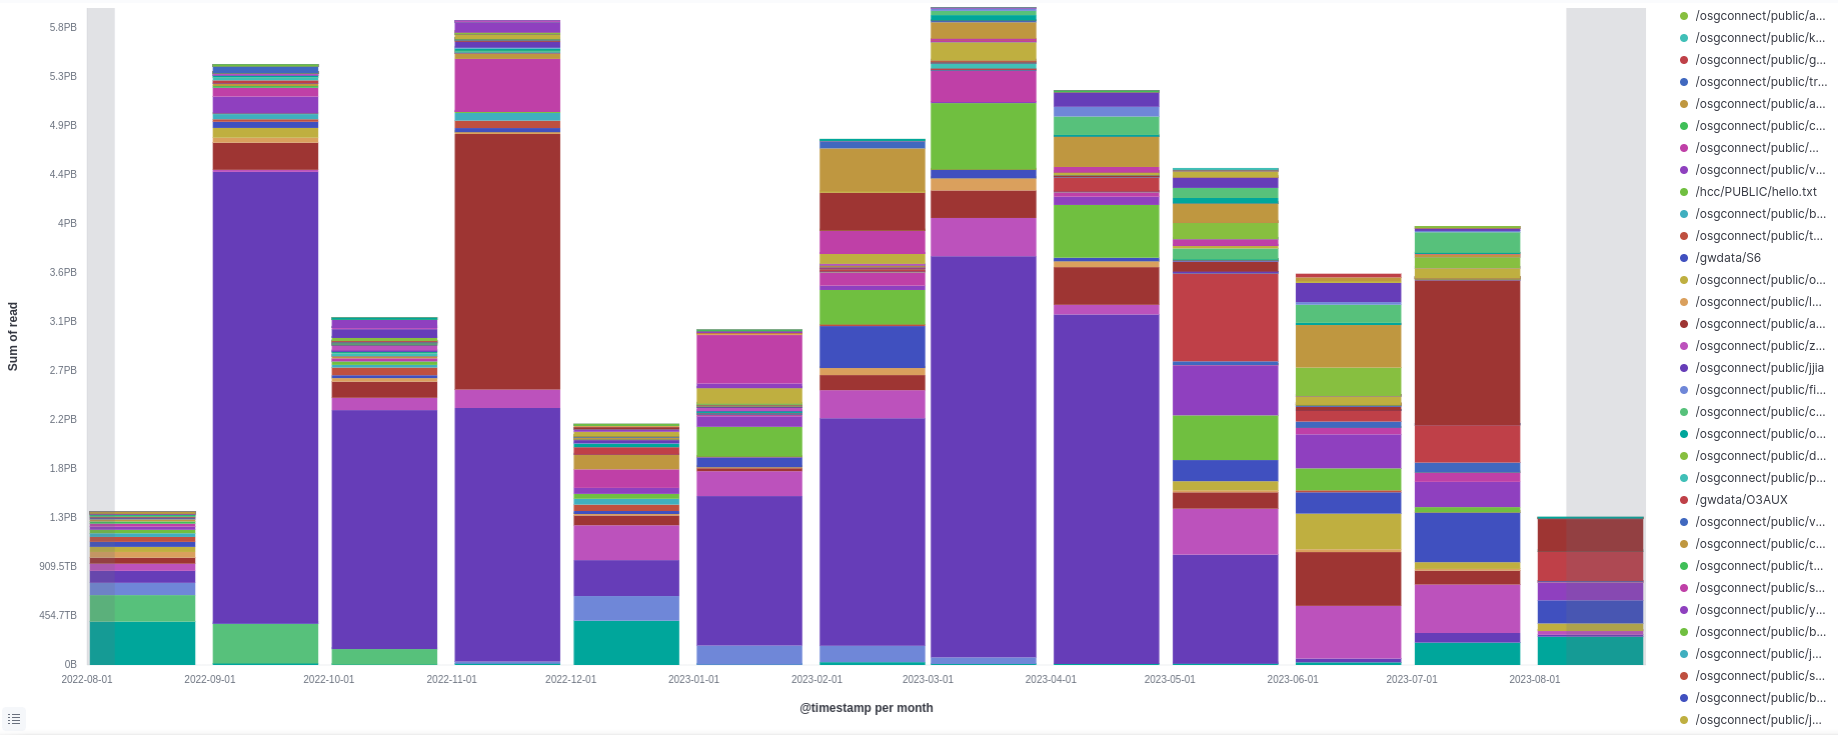 5.8PB
5.3PB
4.9PB
4.4PB
4PB
3.6PB
3.1PB
2.7PB
2.2PB
1.8PB
1.3PB
909.5TB
454.7TB
0B
Sum of read
2022-08-01
2022-09-01
2022-10-01
2022-11-01
2022-12-01
2023-01-01
2023-02-01
2023-03-01
2023-04-01
2023-05-01
2023-06-01
2023-07-01
2023-08-01
@timestamp per month
/osgconnect/public/a...
/osgconnect/public/k...
/osgconnect/public/g...
/osgconnect/public/tr...
/osgconnect/public/a...
/osgconnect/public/c...
/osgconnect/public/...
/osgconnect/public/v...
/hcc/PUBLIC/hello.txt
/osgconnect/public/b...
/osgconnect/public/t...
/gwdata/S6
/osgconnect/public/o...
/osgconnect/public/l...
/osgconnect/public/a...
/osgconnect/public/z...
/osgconnect/public/jjia
/osgconnect/public/fi...
/osgconnect/public/c...
/osgconnect/public/o...
/osgconnect/public/d...
/osgconnect/public/p...
/gwdata/O3AUX
/osgconnect/public/v...
/osgconnect/public/c...
/osgconnect/public/t...
/osgconnect/public/s...
/osgconnect/public/y...
/osgconnect/public/b...
/osgconnect/public/j...
/osgconnect/public/s...
/osgconnect/public/b...
/osgconnect/public/j...